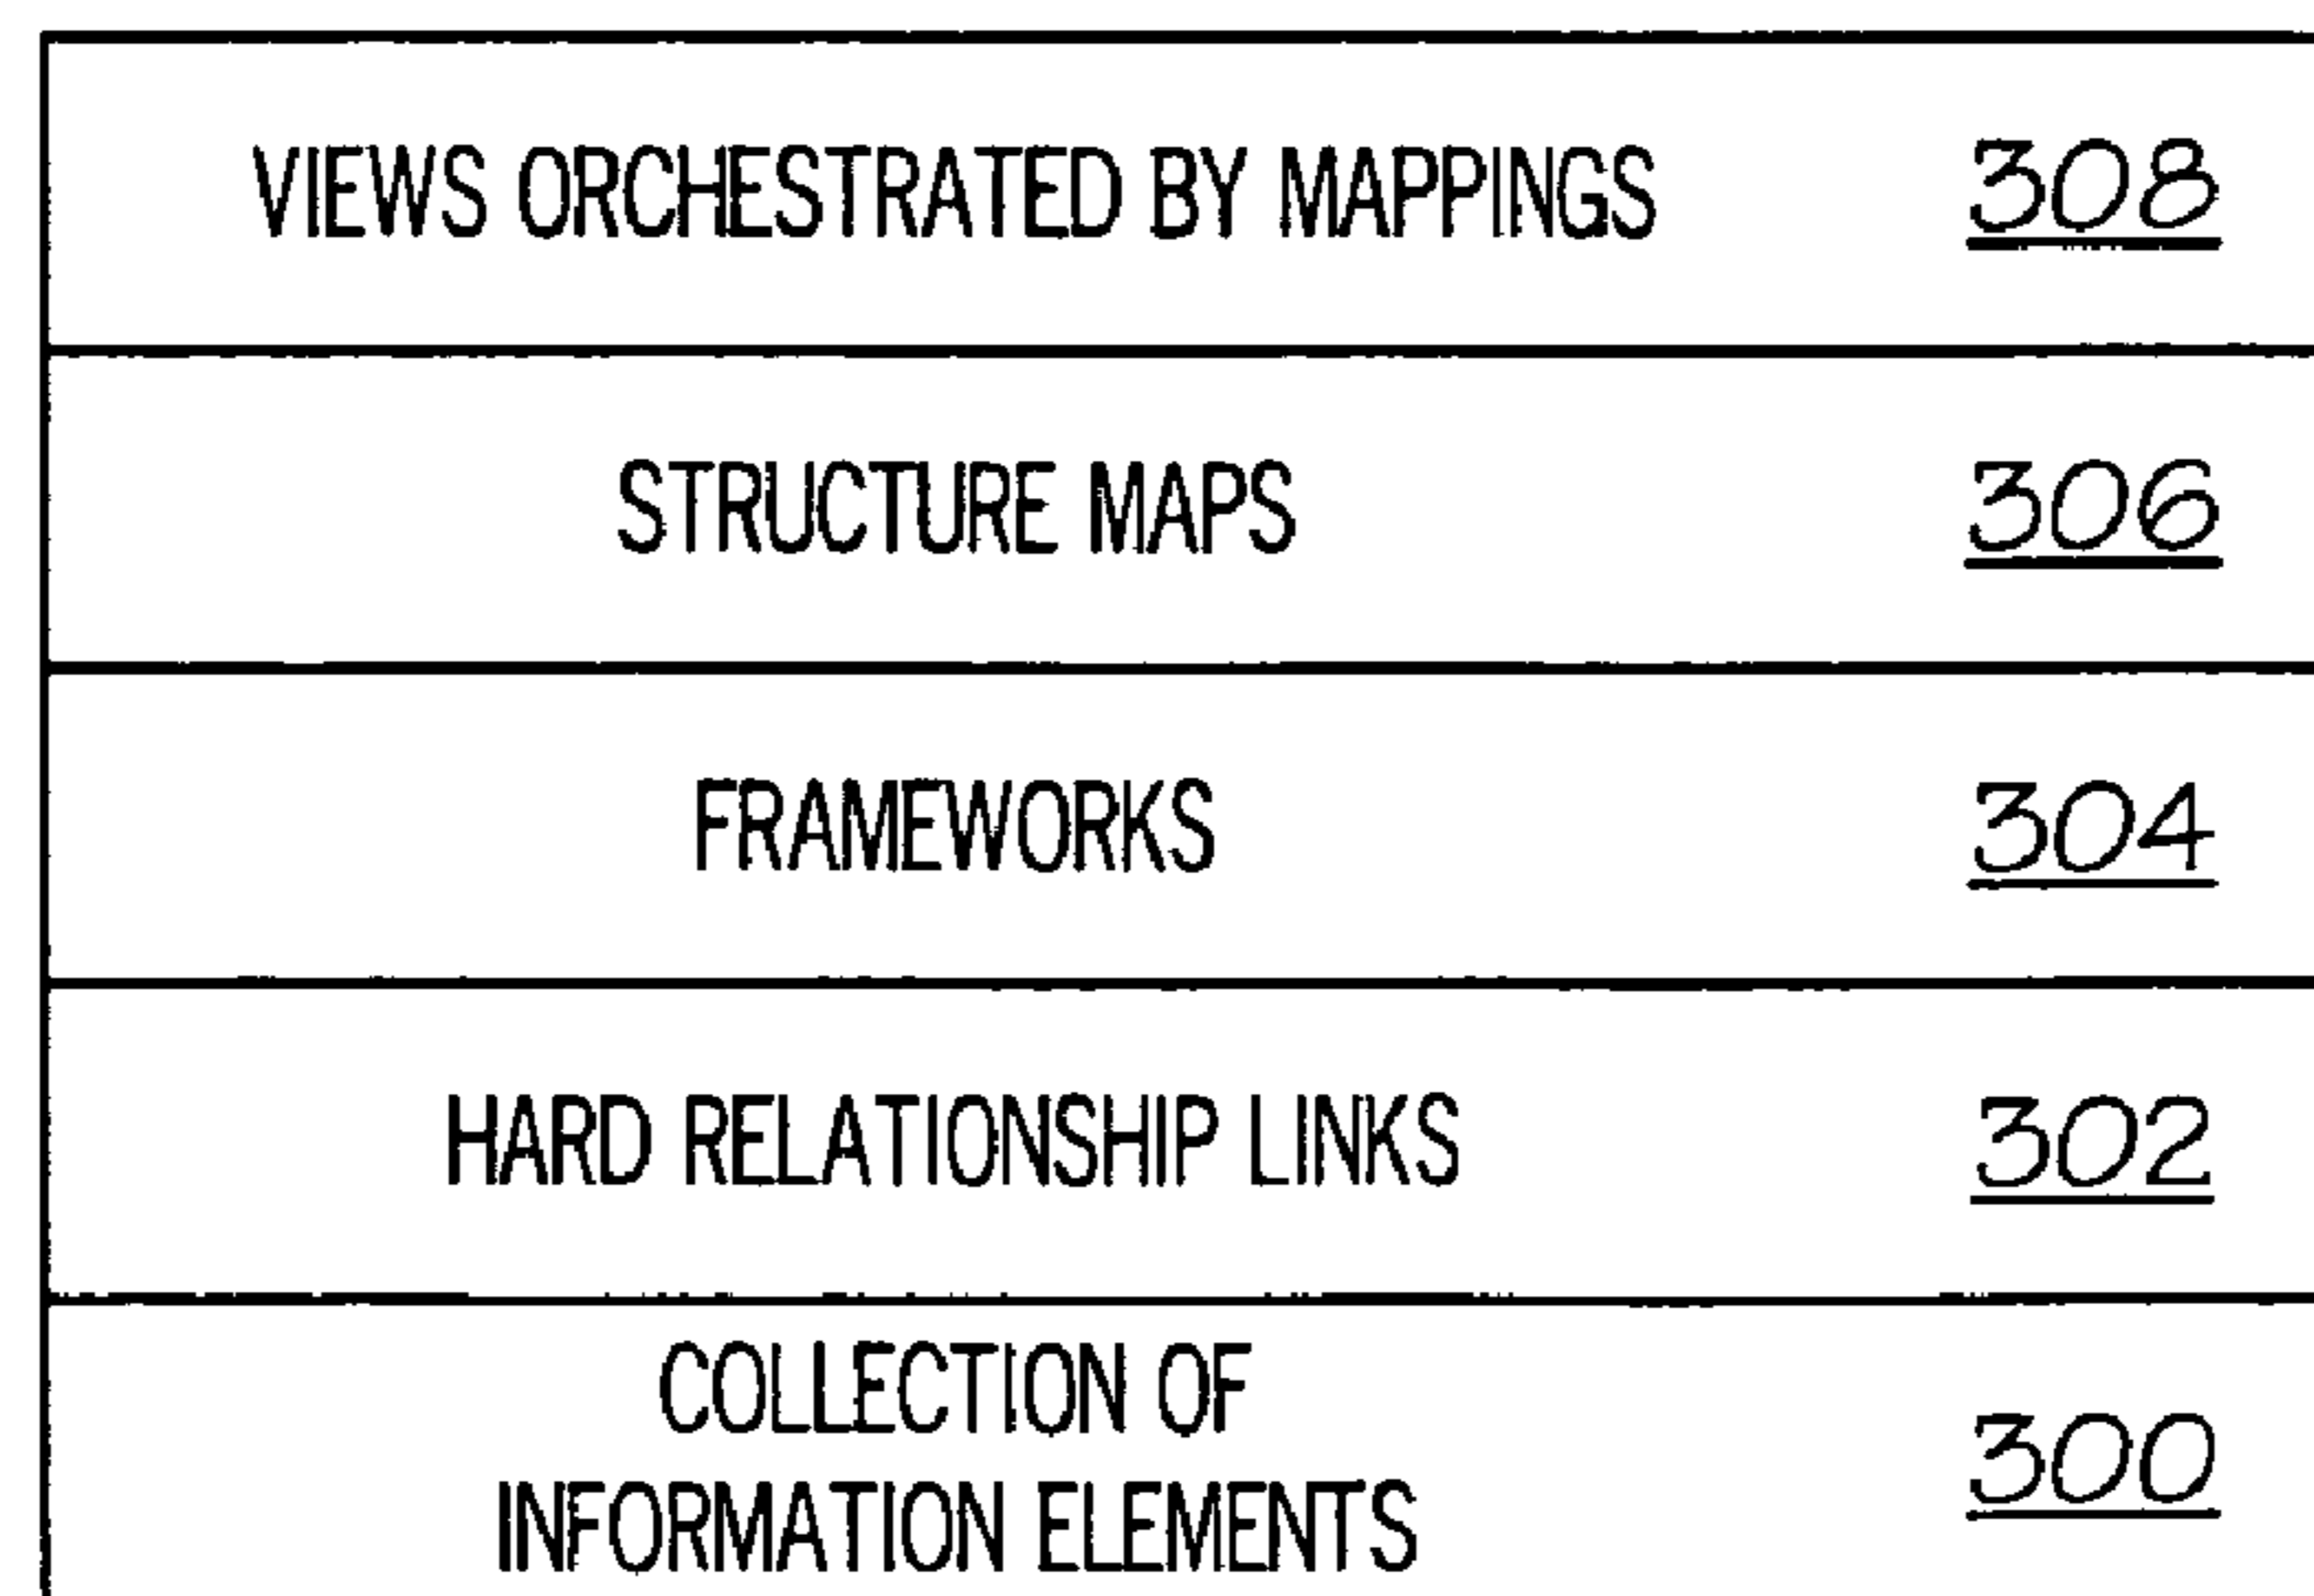 VIEWS ORCHESTRATED BY MAPPINGS 308
STRUCTURE MAPS 306
FRAMEWORKS 304
HARD RELATIONSHIP LINKS 302
COLLECTION OF
INFORMATION ELEMENTS 300